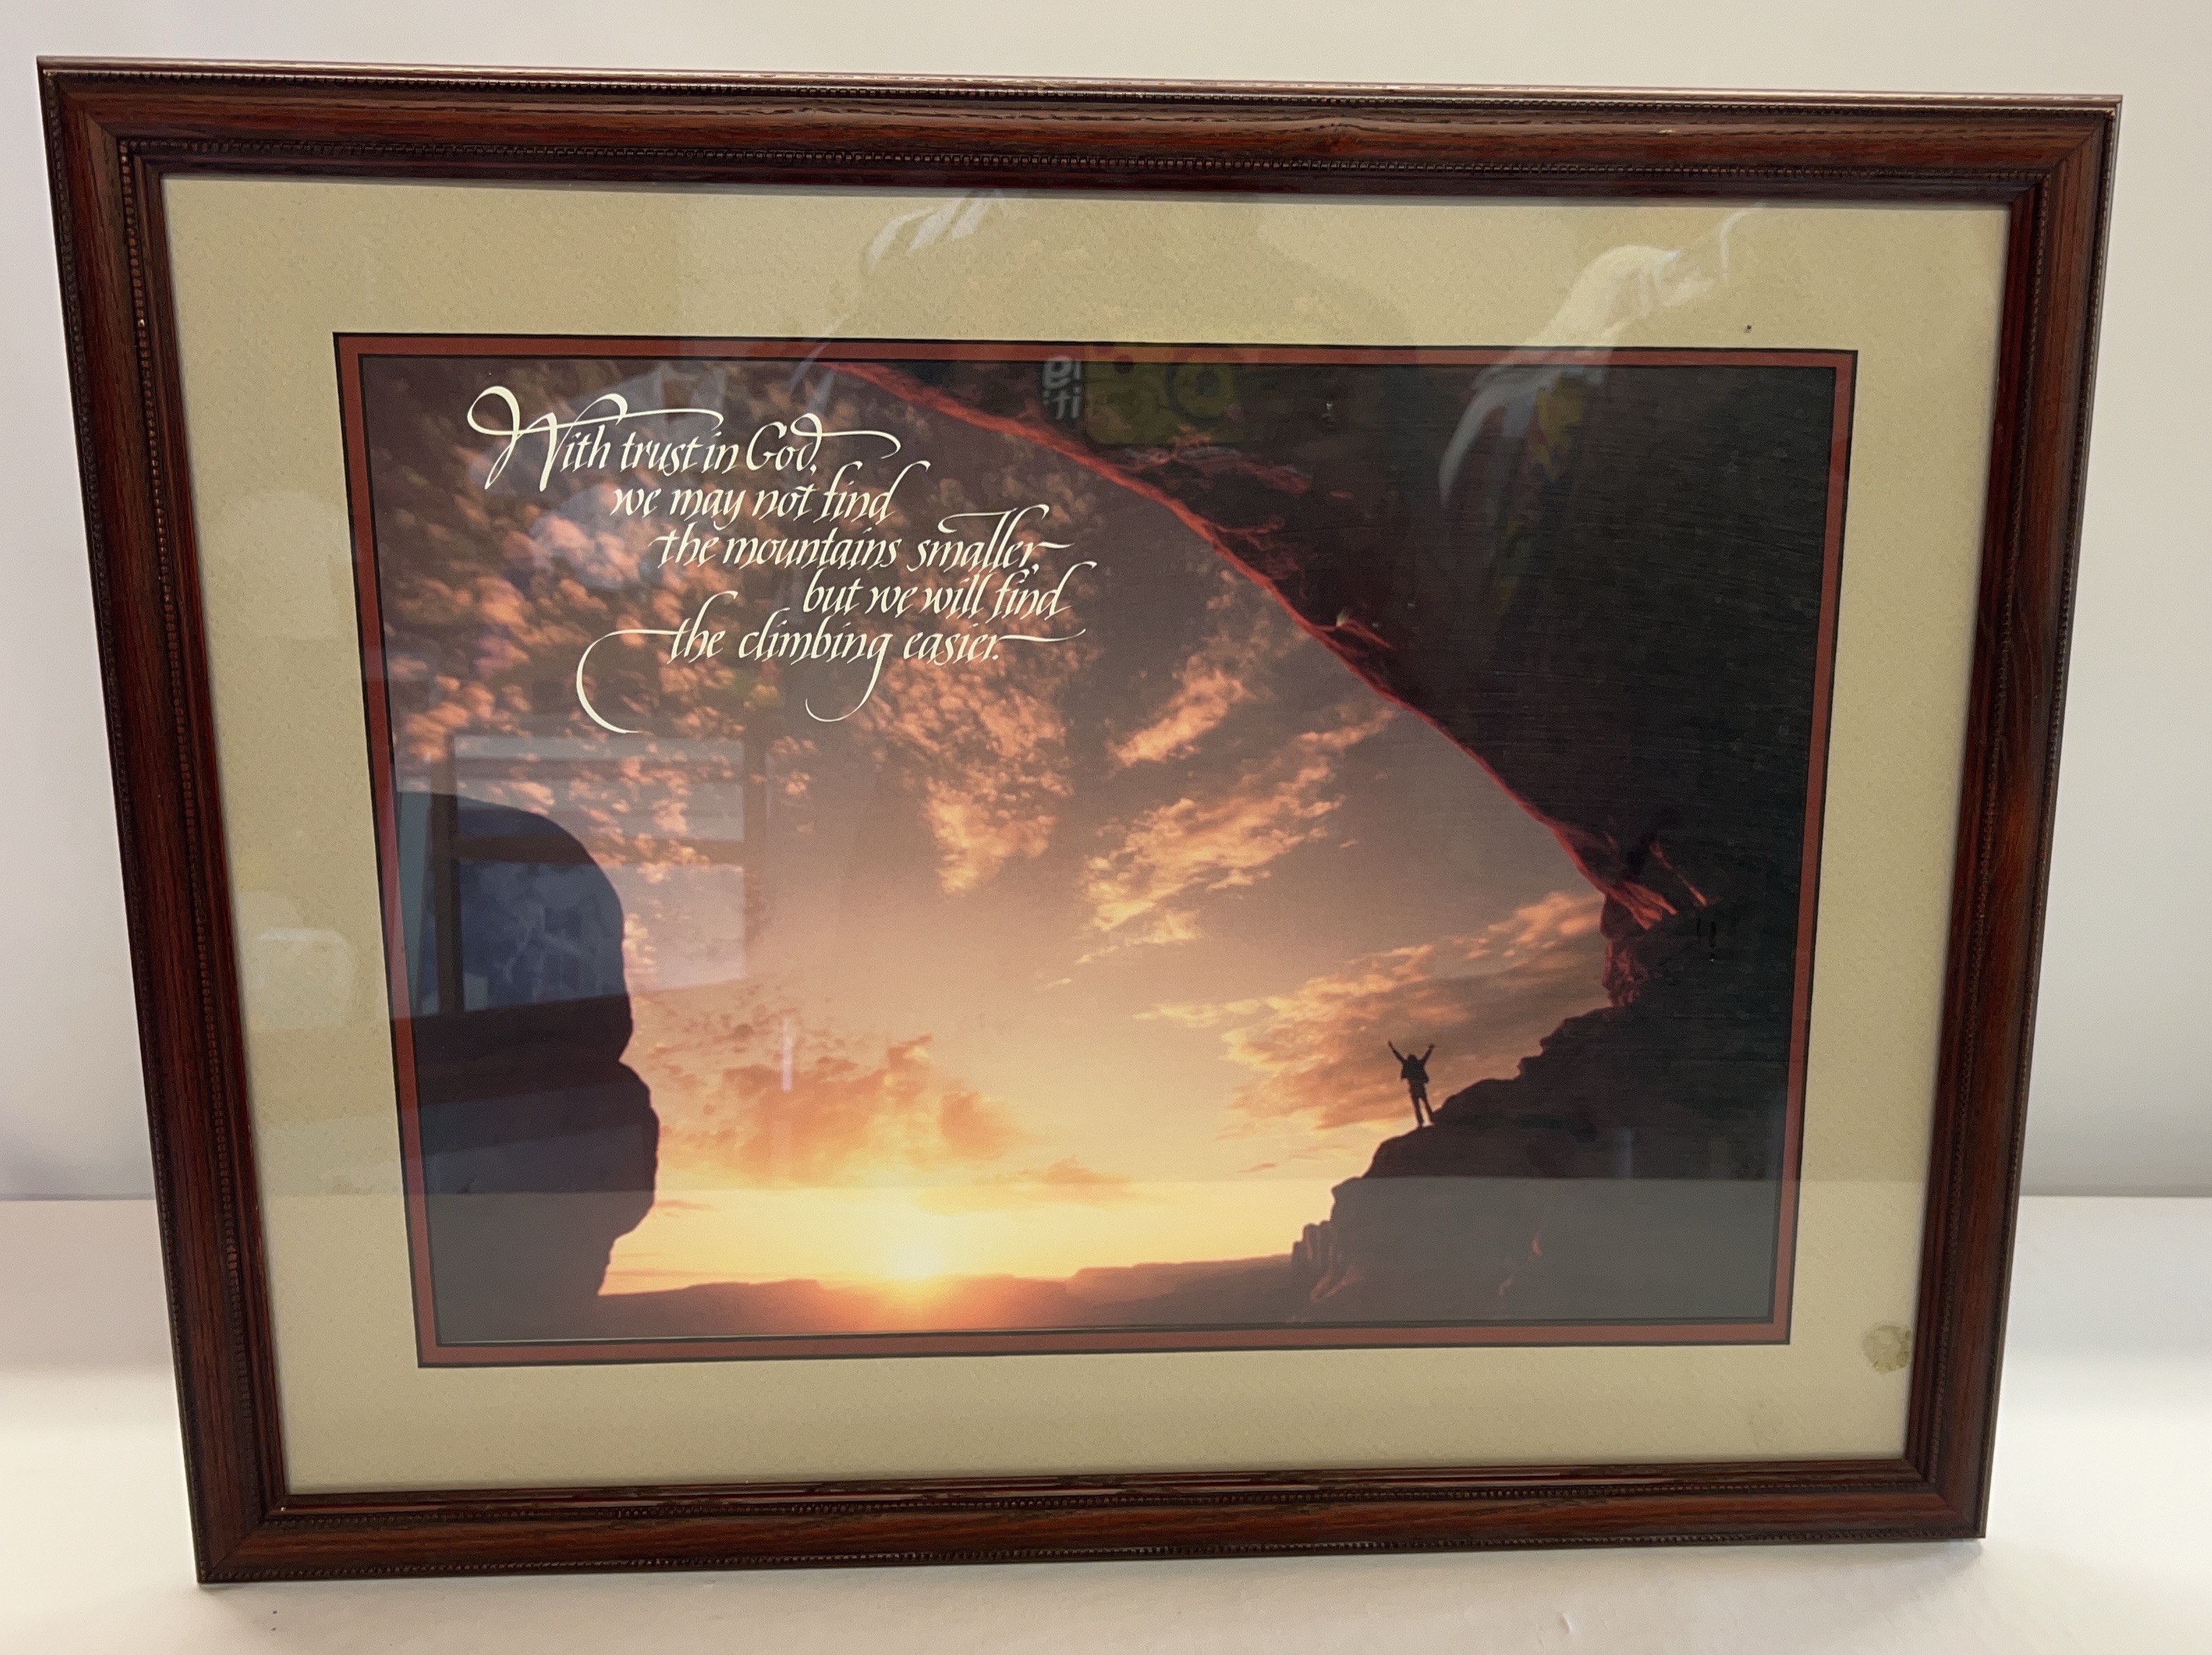 With trust in God,
we may not find
the mountains smaller,
but we will find
the climbing easier.